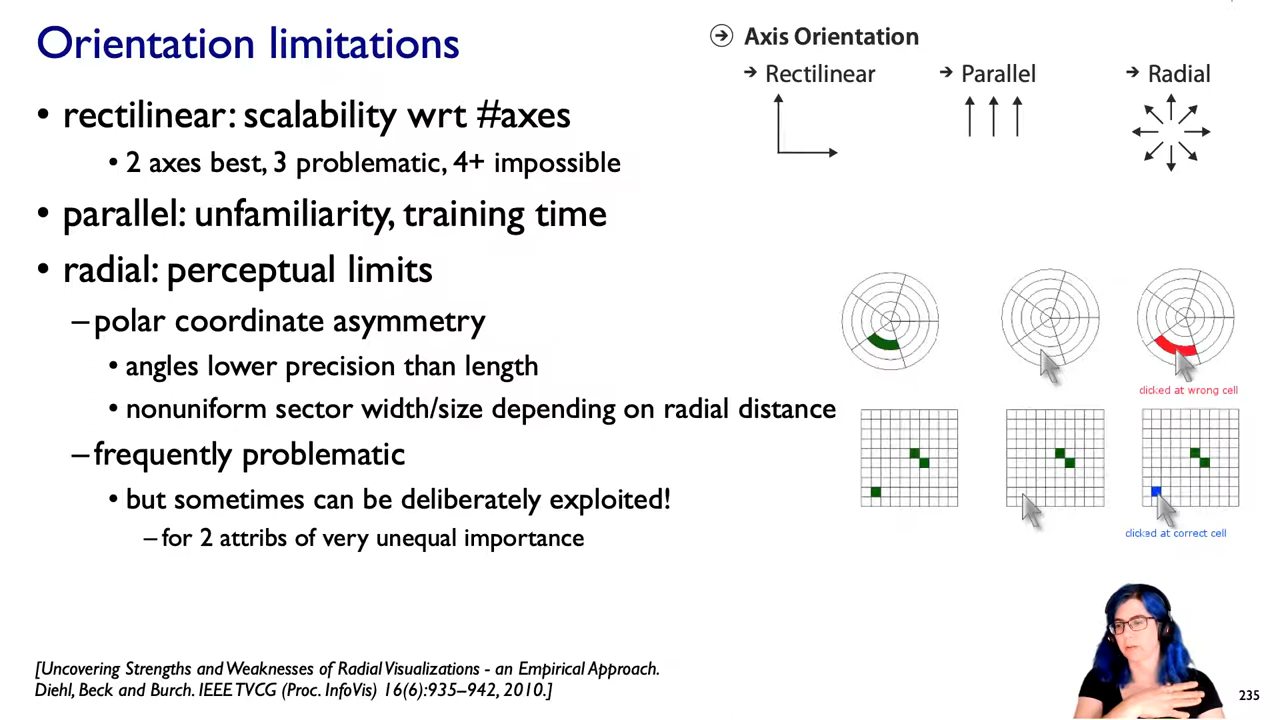 Orientation limitations
• rectilinear: scalability wrt #axes
• 2 axes best, 3 problematic, 4+ impossible
• parallel: unfamiliarity, training time
• radial: perceptual limits
–polar coordinate asymmetry
• angles lower precision than length
• nonuniform sector width/size depending on radial distance
–frequently problematic
• but sometimes can be deliberately exploited!
–for 2 attribs of very unequal importance
Axis Orientation
Rectilinear
Parallel
Radial
clicked at wrong cell
clicked at correct cell
[Uncovering Strengths and Weaknesses of Radial Visualizations - an Empirical Approach.
Diehl, Beck and Burch. IEEE TVCG (Proc. InfoVis) 16(6):935–942, 2010.]
235